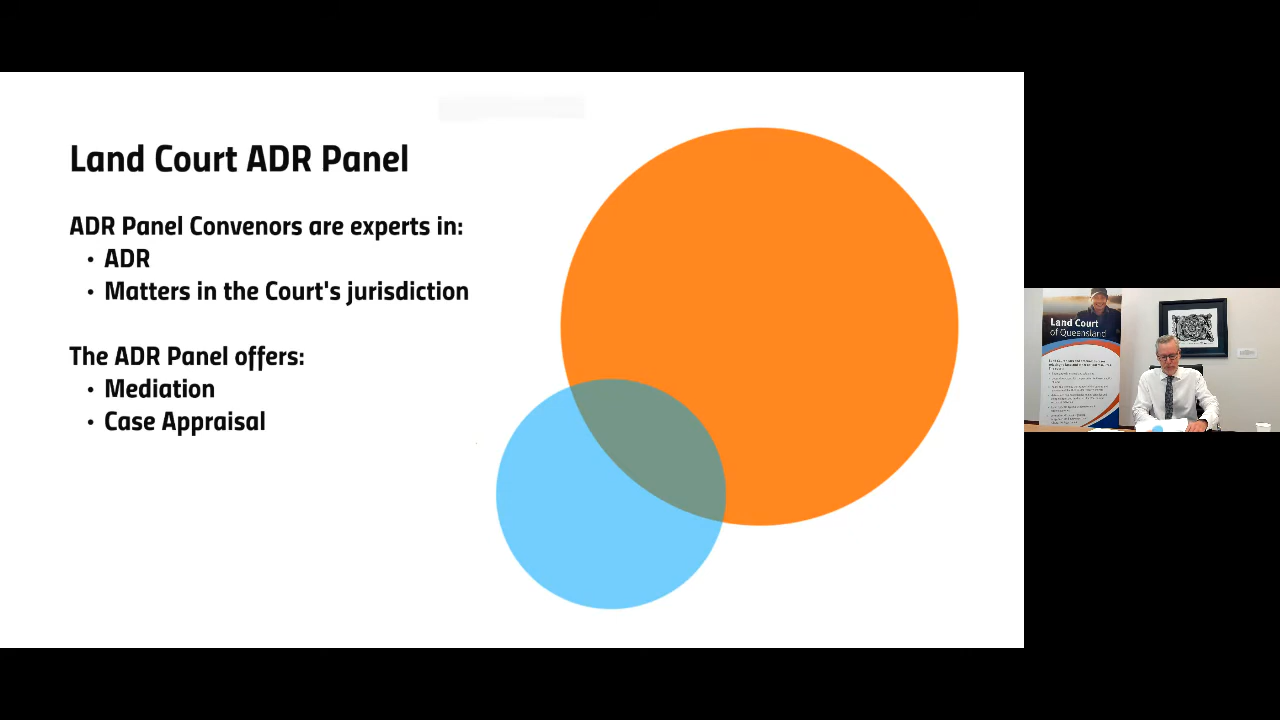 Land Court ADR Panel
ADR Panel Convenors are experts in:
• ADR
• Matters in the Court's jurisdiction
The ADR Panel offers:
• Mediation
• Case Appraisal
Land Court
of Queensland